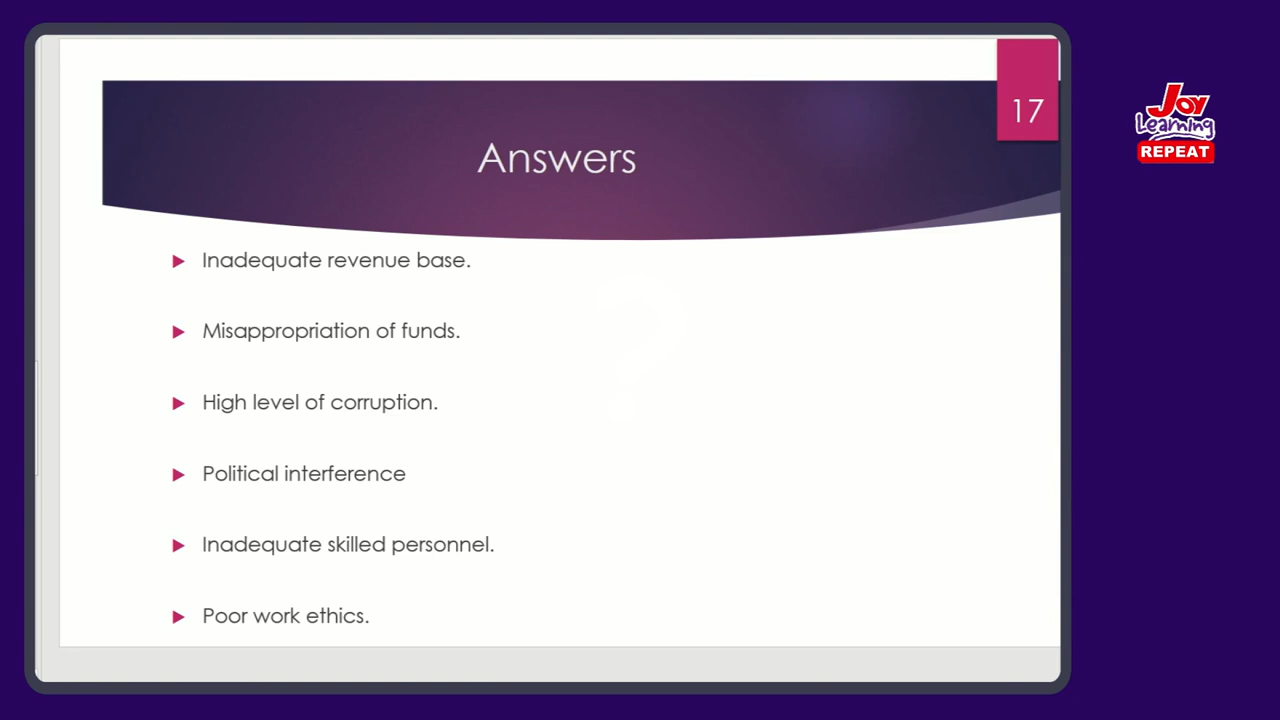 17
Joy
Learning
REPEAT
Answers
Inadequate revenue base.
Misappropriation of funds.
High level of corruption.
Political interference
Inadequate skilled personnel.
Poor work ethics.
?